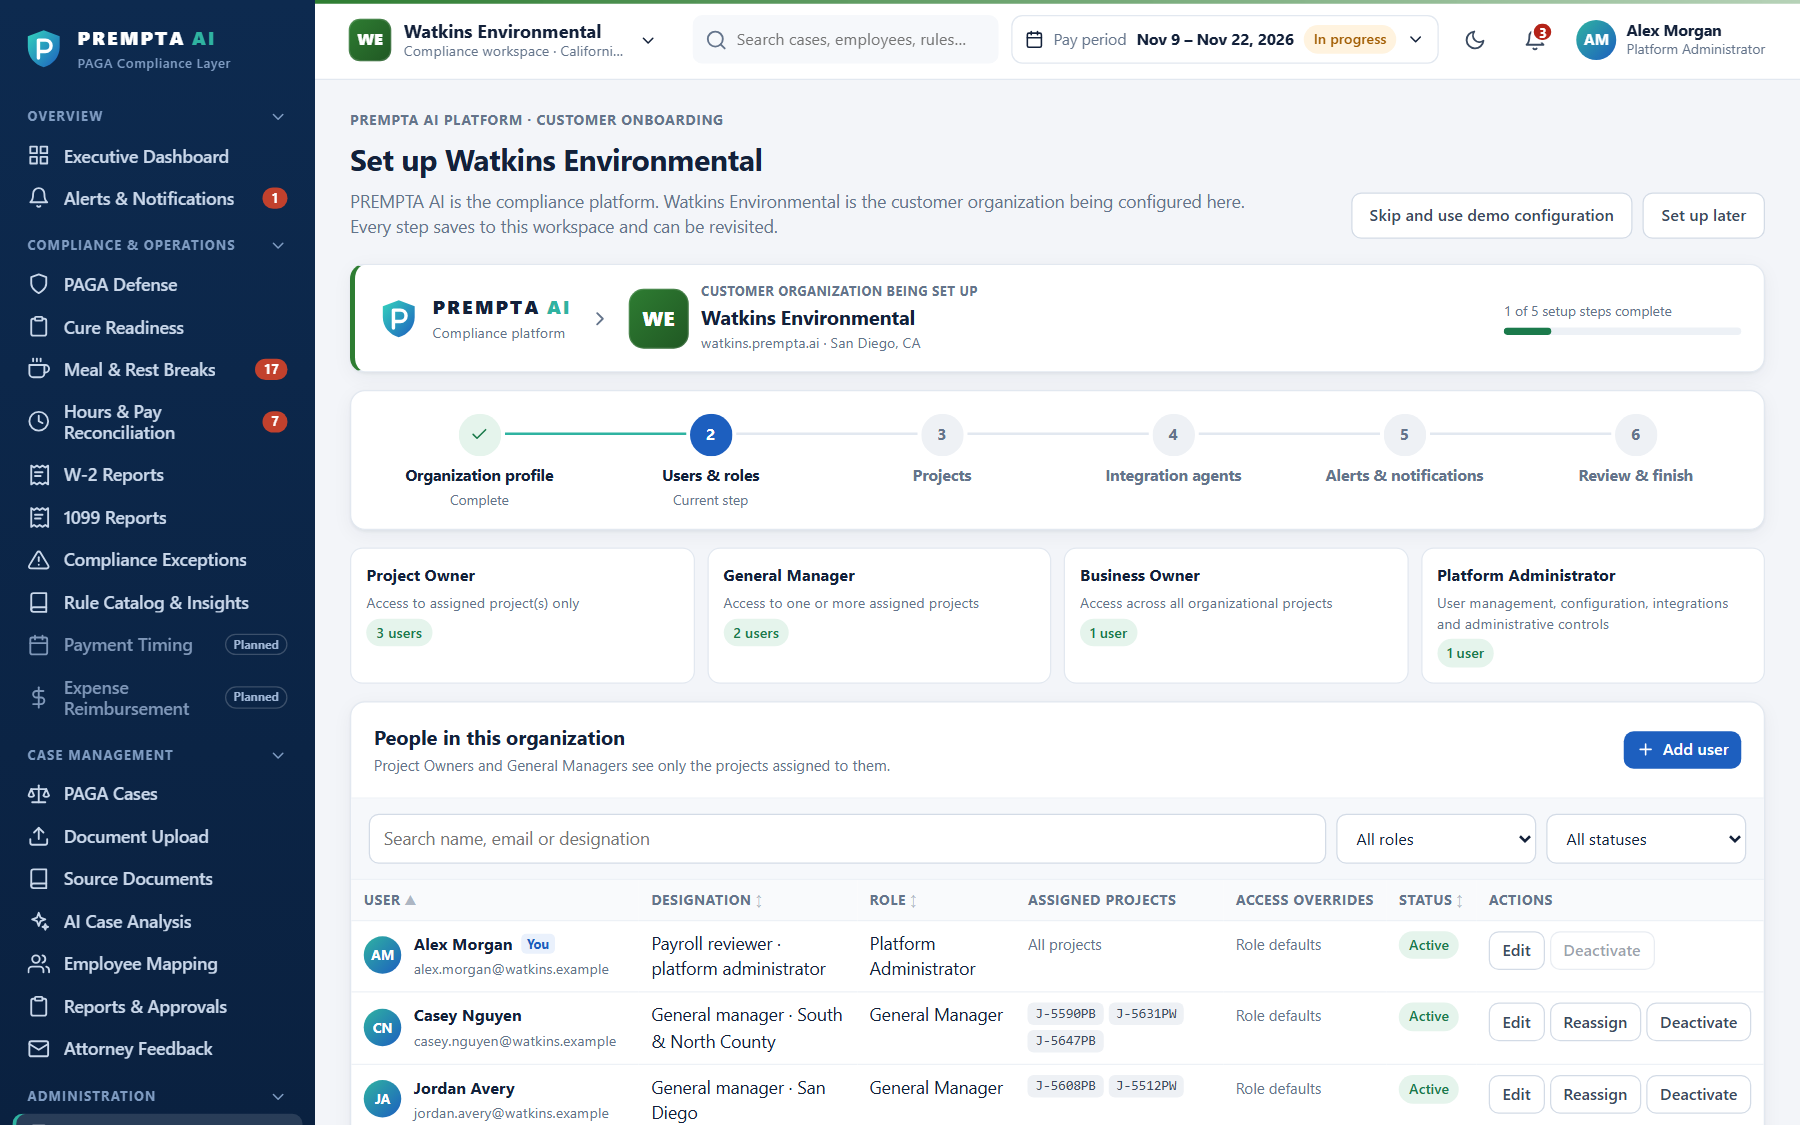 PREMPTA AI
PAGA Compliance Layer
OVERVIEW
Executive Dashboard
Alerts & Notifications 1
COMPLIANCE & OPERATIONS
PAGA Defense
Cure Readiness
Meal & Rest Breaks 17
Hours & Pay
Reconciliation 7
W-2 Reports
1099 Reports
Compliance Exceptions
Rule Catalog & Insights
Payment Timing Planned
Expense
Reimbursement Planned
CASE MANAGEMENT
PAGA Cases
Document Upload
Source Documents
AI Case Analysis
Employee Mapping
Reports & Approvals
Attorney Feedback
ADMINISTRATION
WE
Watkins Environmental
Compliance workspace · Californi...
Search cases, employees, rules...
Pay period Nov 9 – Nov 22, 2026 In progress
3
AM
Alex Morgan
Platform Administrator
PREMPTA AI PLATFORM · CUSTOMER ONBOARDING
Set up Watkins Environmental
PREMPTA AI is the compliance platform. Watkins Environmental is the customer organization being configured here.
Every step saves to this workspace and can be revisited.
Skip and use demo configuration
Set up later
PREMPTA AI
Compliance platform
WE
CUSTOMER ORGANIZATION BEING SET UP
Watkins Environmental
watkins.prempta.ai · San Diego, CA
1 of 5 setup steps complete
2 3 4 5 6
Organization profile Users & roles Projects Integration agents Alerts & notifications Review & finish
Complete Current step
Project Owner
Access to assigned project(s) only
3 users
General Manager
Access to one or more assigned projects
2 users
Business Owner
Access across all organizational projects
1 user
Platform Administrator
User management, configuration, integrations
and administrative controls
1 user
People in this organization
Project Owners and General Managers see only the projects assigned to them.
+ Add user
Search name, email or designation
All roles
All statuses
USER DESIGNATION ROLE ASSIGNED PROJECTS ACCESS OVERRIDES STATUS ACTIONS
AM
Alex Morgan You
alex.morgan@watkins.example
Payroll reviewer ·
platform administrator
Platform
Administrator
All projects
Role defaults
Active
Edit Deactivate
CN
Casey Nguyen
casey.nguyen@watkins.example
General manager · South
& North County
General Manager
J-5590PB J-5631PW
J-5647PB
Role defaults
Active
Edit Reassign Deactivate
JA
Jordan Avery
jordan.avery@watkins.example
General manager · San
Diego
General Manager
J-5608PB J-5512PW
Role defaults
Active
Edit Reassign Deactivate